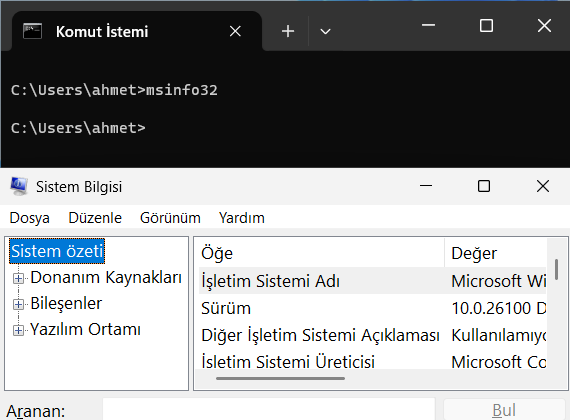 Komut İstemi
C:\Users\ahmet>msinfo32
C:\Users\ahmet>
Sistem Bilgisi
Dosya Düzenle Görünüm Yardım
Sistem özeti
Donanım Kaynakları
Bileşenler
Yazılım Ortamı
Öğe Değer
İşletim Sistemi Adı Microsoft Wi
Sürüm 10.0.26100 D
Diğer İşletim Sistemi Açıklaması Kullanılamıyo
İşletim Sistemi Üreticisi Microsoft Co
Aranan: Bul